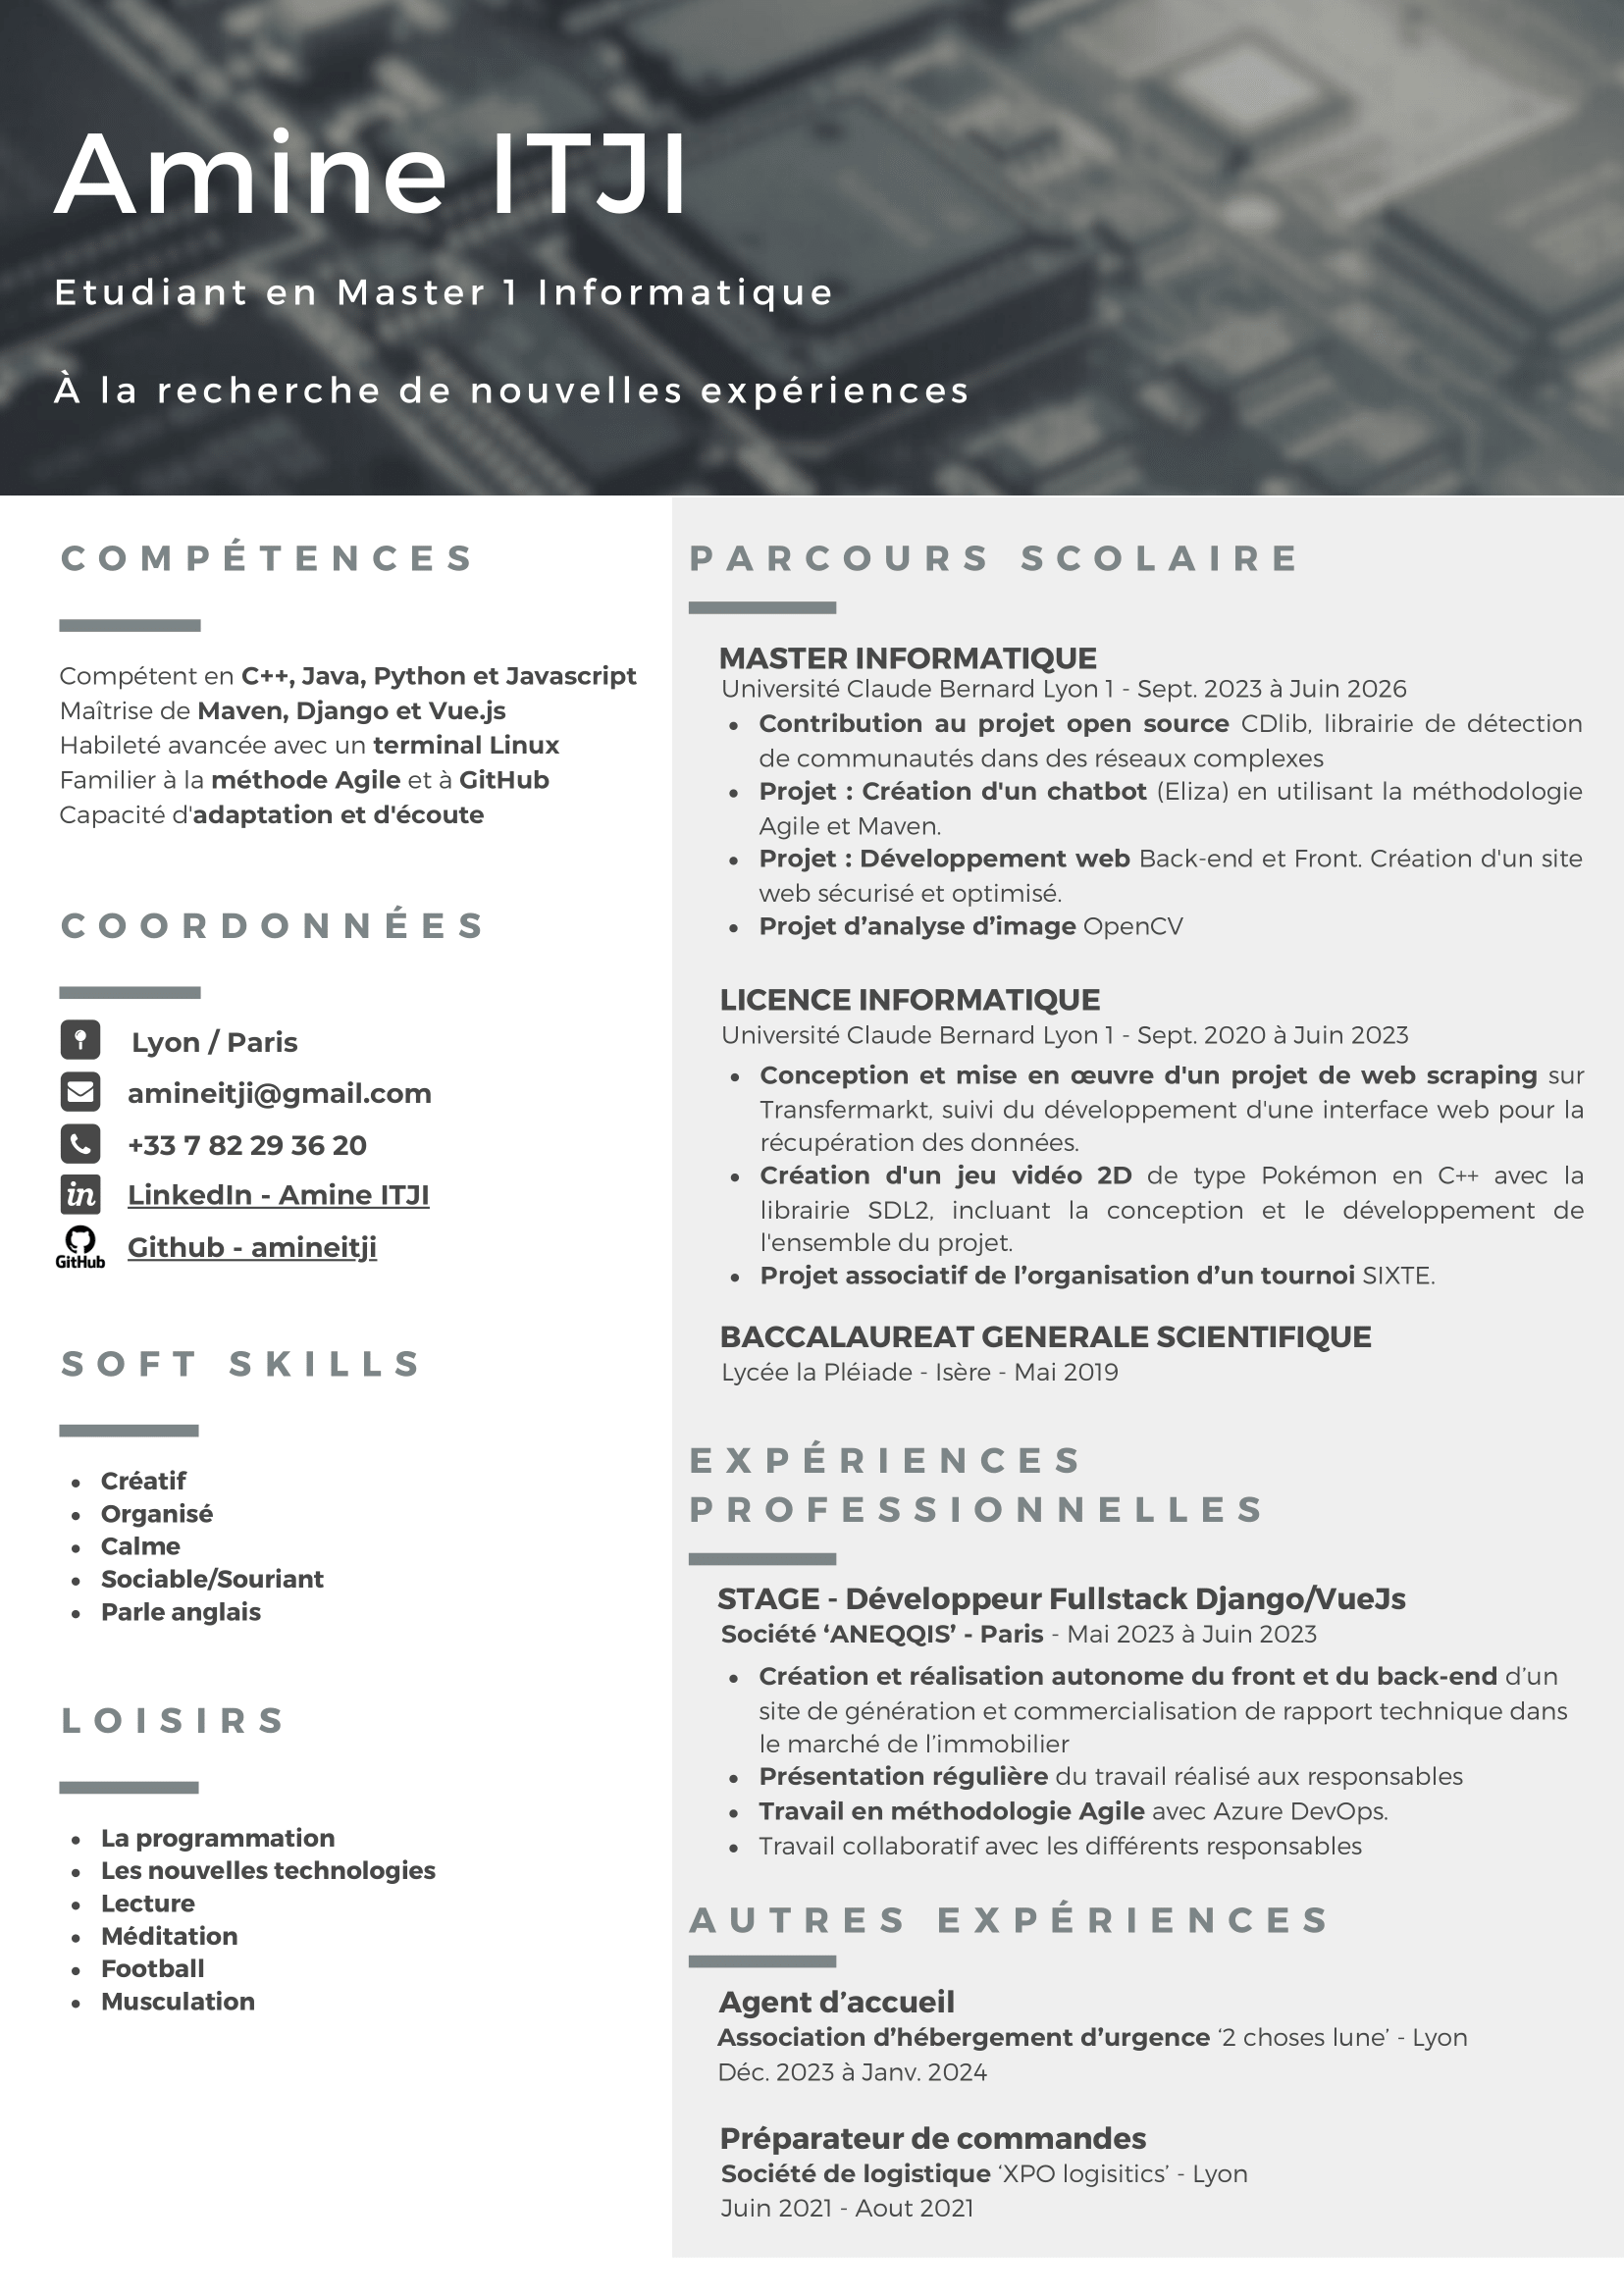 Amine ITJI
Etudiant en Master 1 Informatique
À la recherche de nouvelles expériences
COMPÉTENCES
Compétent en C++, Java, Python et Javascript
Maîtrise de Maven, Django et Vue.js
Habileté avancée avec un terminal Linux
Familier à la méthode Agile et à GitHub
Capacité d'adaptation et d'écoute
COORDONNÉES
Lyon / Paris
amineitji@gmail.com
+33 7 82 29 36 20
in LinkedIn - Amine ITJI
GitHub Github - amineitji
SOFT SKILLS
• Créatif
• Organisé
• Calme
• Sociable/Souriant
• Parle anglais
LOISIRS
• La programmation
• Les nouvelles technologies
• Lecture
• Méditation
• Football
• Musculation
PARCOURS SCOLAIRE
MASTER INFORMATIQUE
Université Claude Bernard Lyon 1 - Sept. 2023 à Juin 2026
• Contribution au projet open source CDlib, librairie de détection
de communautés dans des réseaux complexes
• Projet : Création d'un chatbot (Eliza) en utilisant la méthodologie
Agile et Maven.
• Projet : Développement web Back-end et Front. Création d'un site
web sécurisé et optimisé.
• Projet d’analyse d’image OpenCV
LICENCE INFORMATIQUE
Université Claude Bernard Lyon 1 - Sept. 2020 à Juin 2023
• Conception et mise en œuvre d'un projet de web scraping sur
Transfermarkt, suivi du développement d'une interface web pour la
récupération des données.
• Création d'un jeu vidéo 2D de type Pokémon en C++ avec la
librairie SDL2, incluant la conception et le développement de
l'ensemble du projet.
• Projet associatif de l’organisation d’un tournoi SIXTE.
BACCALAUREAT GENERALE SCIENTIFIQUE
Lycée la Pléiade - Isère - Mai 2019
EXPÉRIENCES
PROFESSIONNELLES
STAGE - Développeur Fullstack Django/VueJs
Société ‘ANEQQIS’ - Paris - Mai 2023 à Juin 2023
• Création et réalisation autonome du front et du back-end d’un
site de génération et commercialisation de rapport technique dans
le marché de l’immobilier
• Présentation régulière du travail réalisé aux responsables
• Travail en méthodologie Agile avec Azure DevOps.
• Travail collaboratif avec les différents responsables
AUTRES EXPÉRIENCES
Agent d’accueil
Association d’hébergement d’urgence ‘2 choses lune’ - Lyon
Déc. 2023 à Janv. 2024
Préparateur de commandes
Société de logistique ‘XPO logisitics’ - Lyon
Juin 2021 - Aout 2021